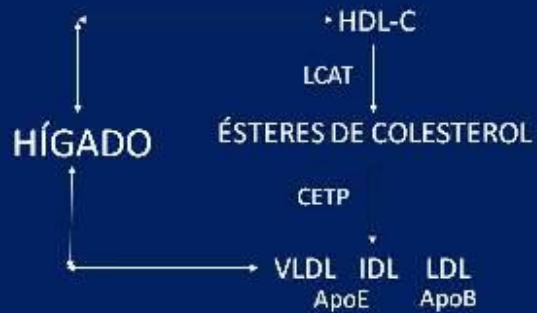 HDL-C
LCAT
HÍGADO
ÉSTERES DE COLESTEROL
CETP
VLDL IDL LDL
ApoE ApoB